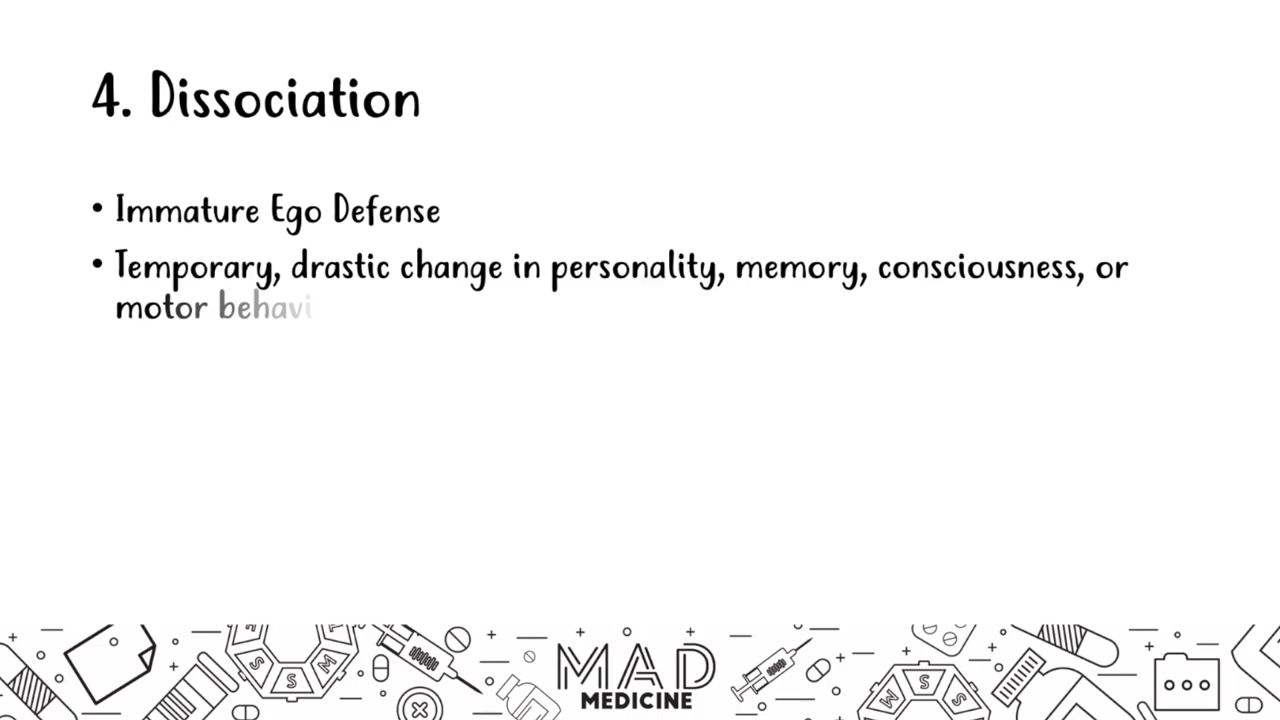 4. Dissociation
• Immature Ego Defense
• Temporary, drastic change in personality, memory, consciousness, or
motor behavi
S
S
M
M
S
S
MAD
MEDICINE